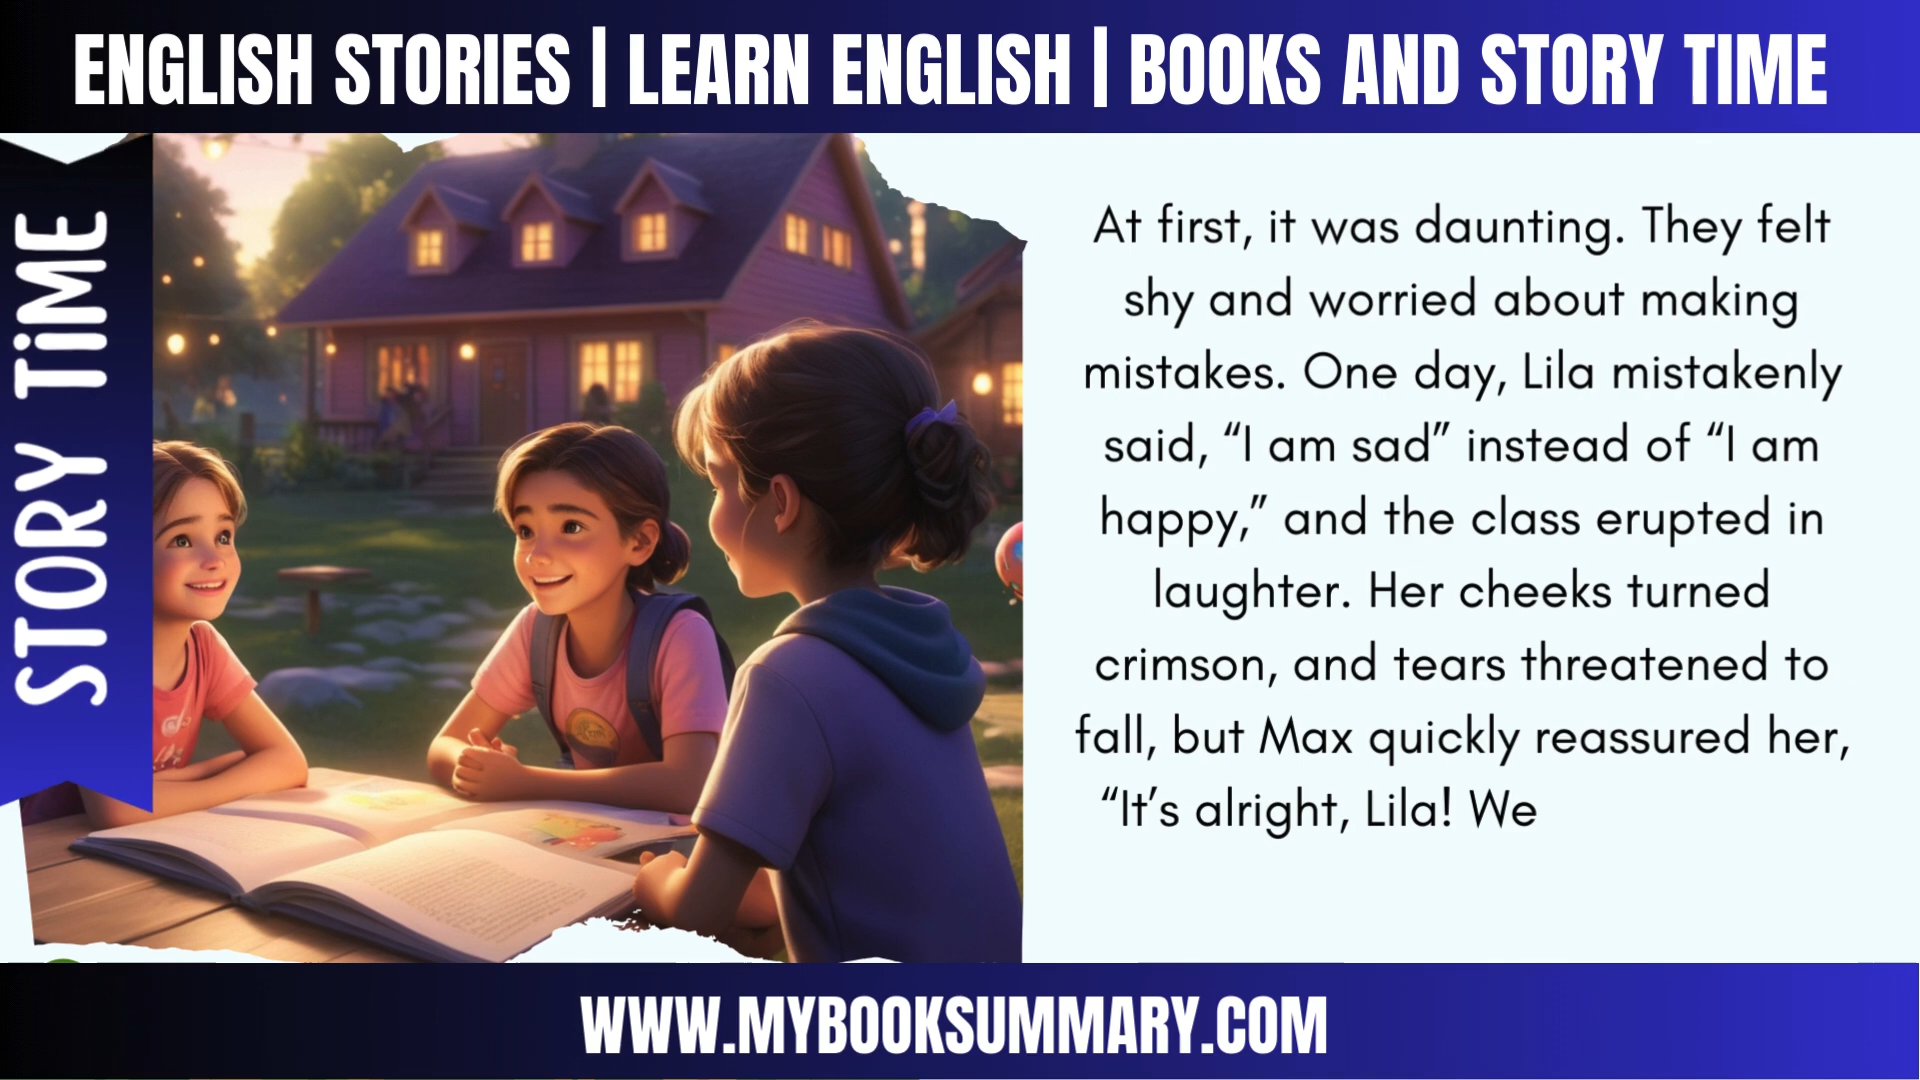 ENGLISH STORIES | LEARN ENGLISH | BOOKS AND STORY TIME
STORY TiME
At first, it was daunting. They felt
shy and worried about making
mistakes. One day, Lila mistakenly
said, “I am sad” instead of “I am
happy,” and the class erupted in
laughter. Her cheeks turned
crimson, and tears threatened to
fall, but Max quickly reassured her,
“It’s alright, Lila! We
WWW.MYBOOKSUMMARY.COM